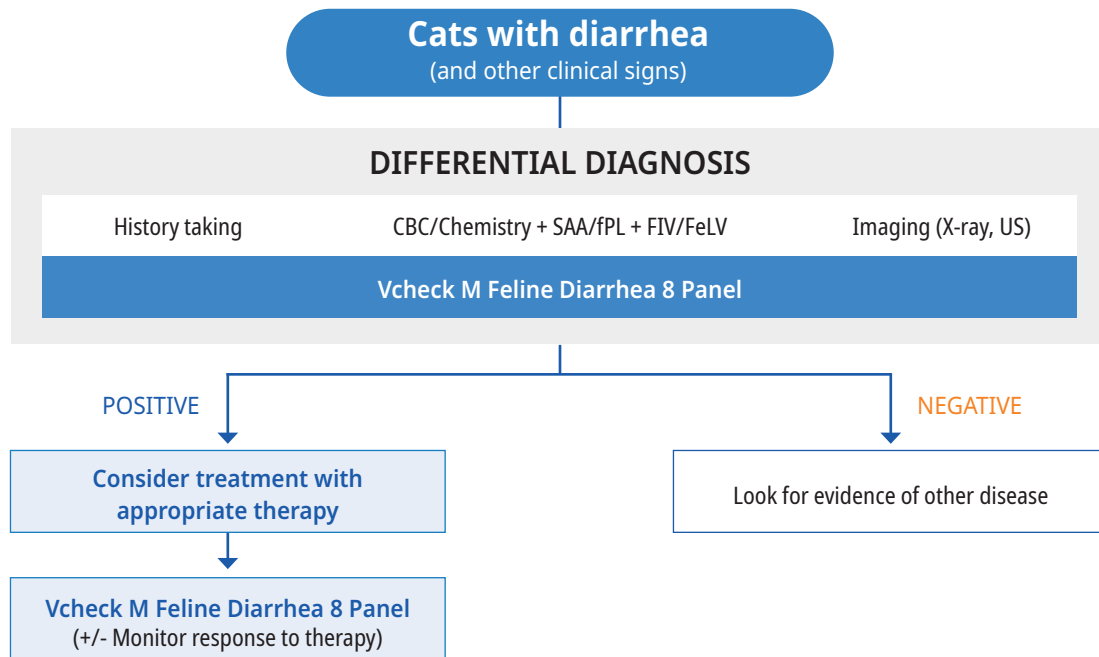 Cats with diarrhea
(and other clinical signs)
DIFFERENTIAL DIAGNOSIS
History taking
CBC/Chemistry + SAA/fPL + FIV/FeLV
Imaging (X-ray, US)
Vcheck M Feline Diarrhea 8 Panel
POSITIVE
NEGATIVE
Consider treatment with
appropriate therapy
Look for evidence of other disease
Vcheck M Feline Diarrhea 8 Panel
(+/- Monitor response to therapy)